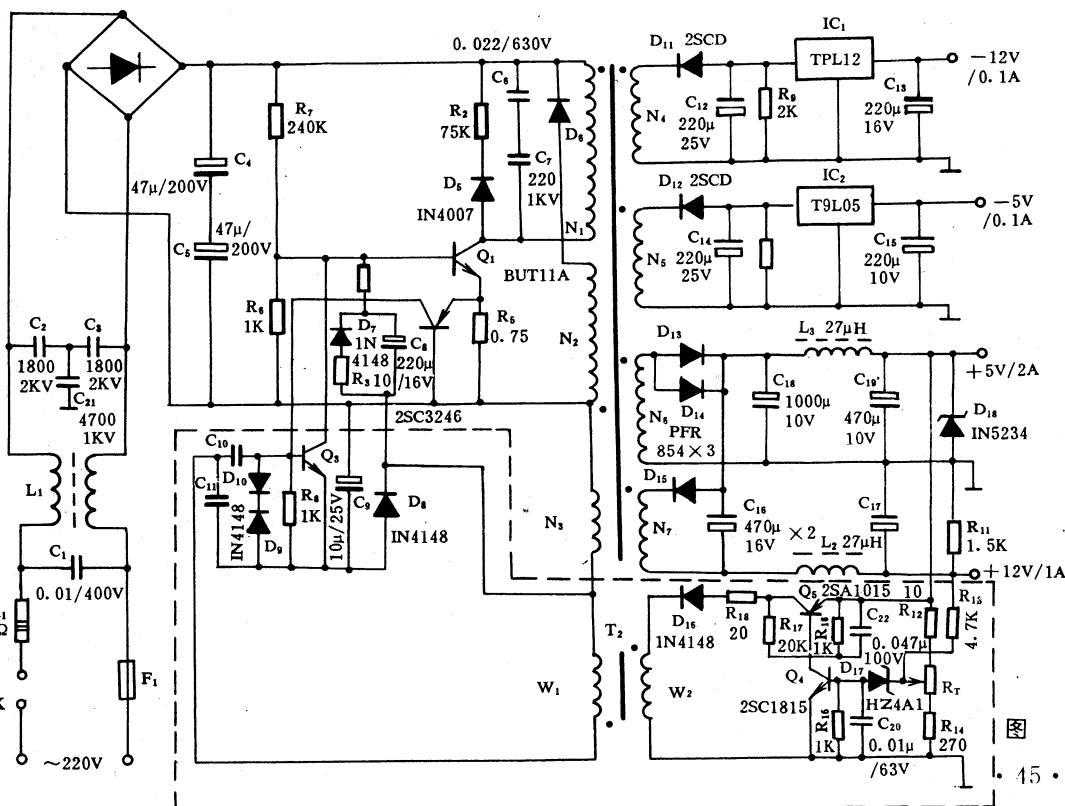 0.022/630V
D₁₁ 2SCD
IC₁
TPL12
−12V
/0.1A
C₆
R₇
240K
R₂
75K
D₆
N₄
C₁₂
220μ
25V
R₉
2K
C₁₃
220μ
16V
C₄
47μ/200V
C₇
220
1KV
D₅
IN4007
N₁
D₁₂ 2SCD
IC₂
T9L05
−5V
/0.1A
47μ/
200V
C₅
Q₁
BUT11A
N₅
C₁₄
220μ
25V
C₁₅
220μ
10V
R₆
1K
D₇
1N
4148
R₃ 10
C₈
220μ
/16V
R₅
0.75
N₂
D₁₃
L₃ 27μH
+5V/2A
C₂
1800
2KV
C₃
1800
2KV
C₂₁
4700
1KV
2SC3246
N₆
D₁₄
PFR
854×3
C₁₈
1000μ
10V
C₁₉
470μ
10V
D₁₈
IN5234
C₁₀
Q₃
D₁₀
C₁₁
IN4148
D₉
R₈
1K
10μ/25V
C₉
D₈
IN4148
N₃
D₁₅
N₇
C₁₆
470μ ×2
16V
C₁₇
L₂ 27μH
R₁₁
1.5K
+12V/1A
L₁
C₁
0.01/400V
Ω
F₁
K
~220V
T₂
W₁
W₂
D₁₆
1N4148
R₁₈
20
Q₅
2SA1015
10
R₁₇
20K
R₁₆
1K
C₂₂
0.047μ
100V
R₁₂
R₁₃
4.7K
Q₄
2SC1815
D₁₇
HZ4A1
R_T
R₁₆
1K
C₂₀
0.01μ
/63V
R₁₄
270
图
· 45 ·